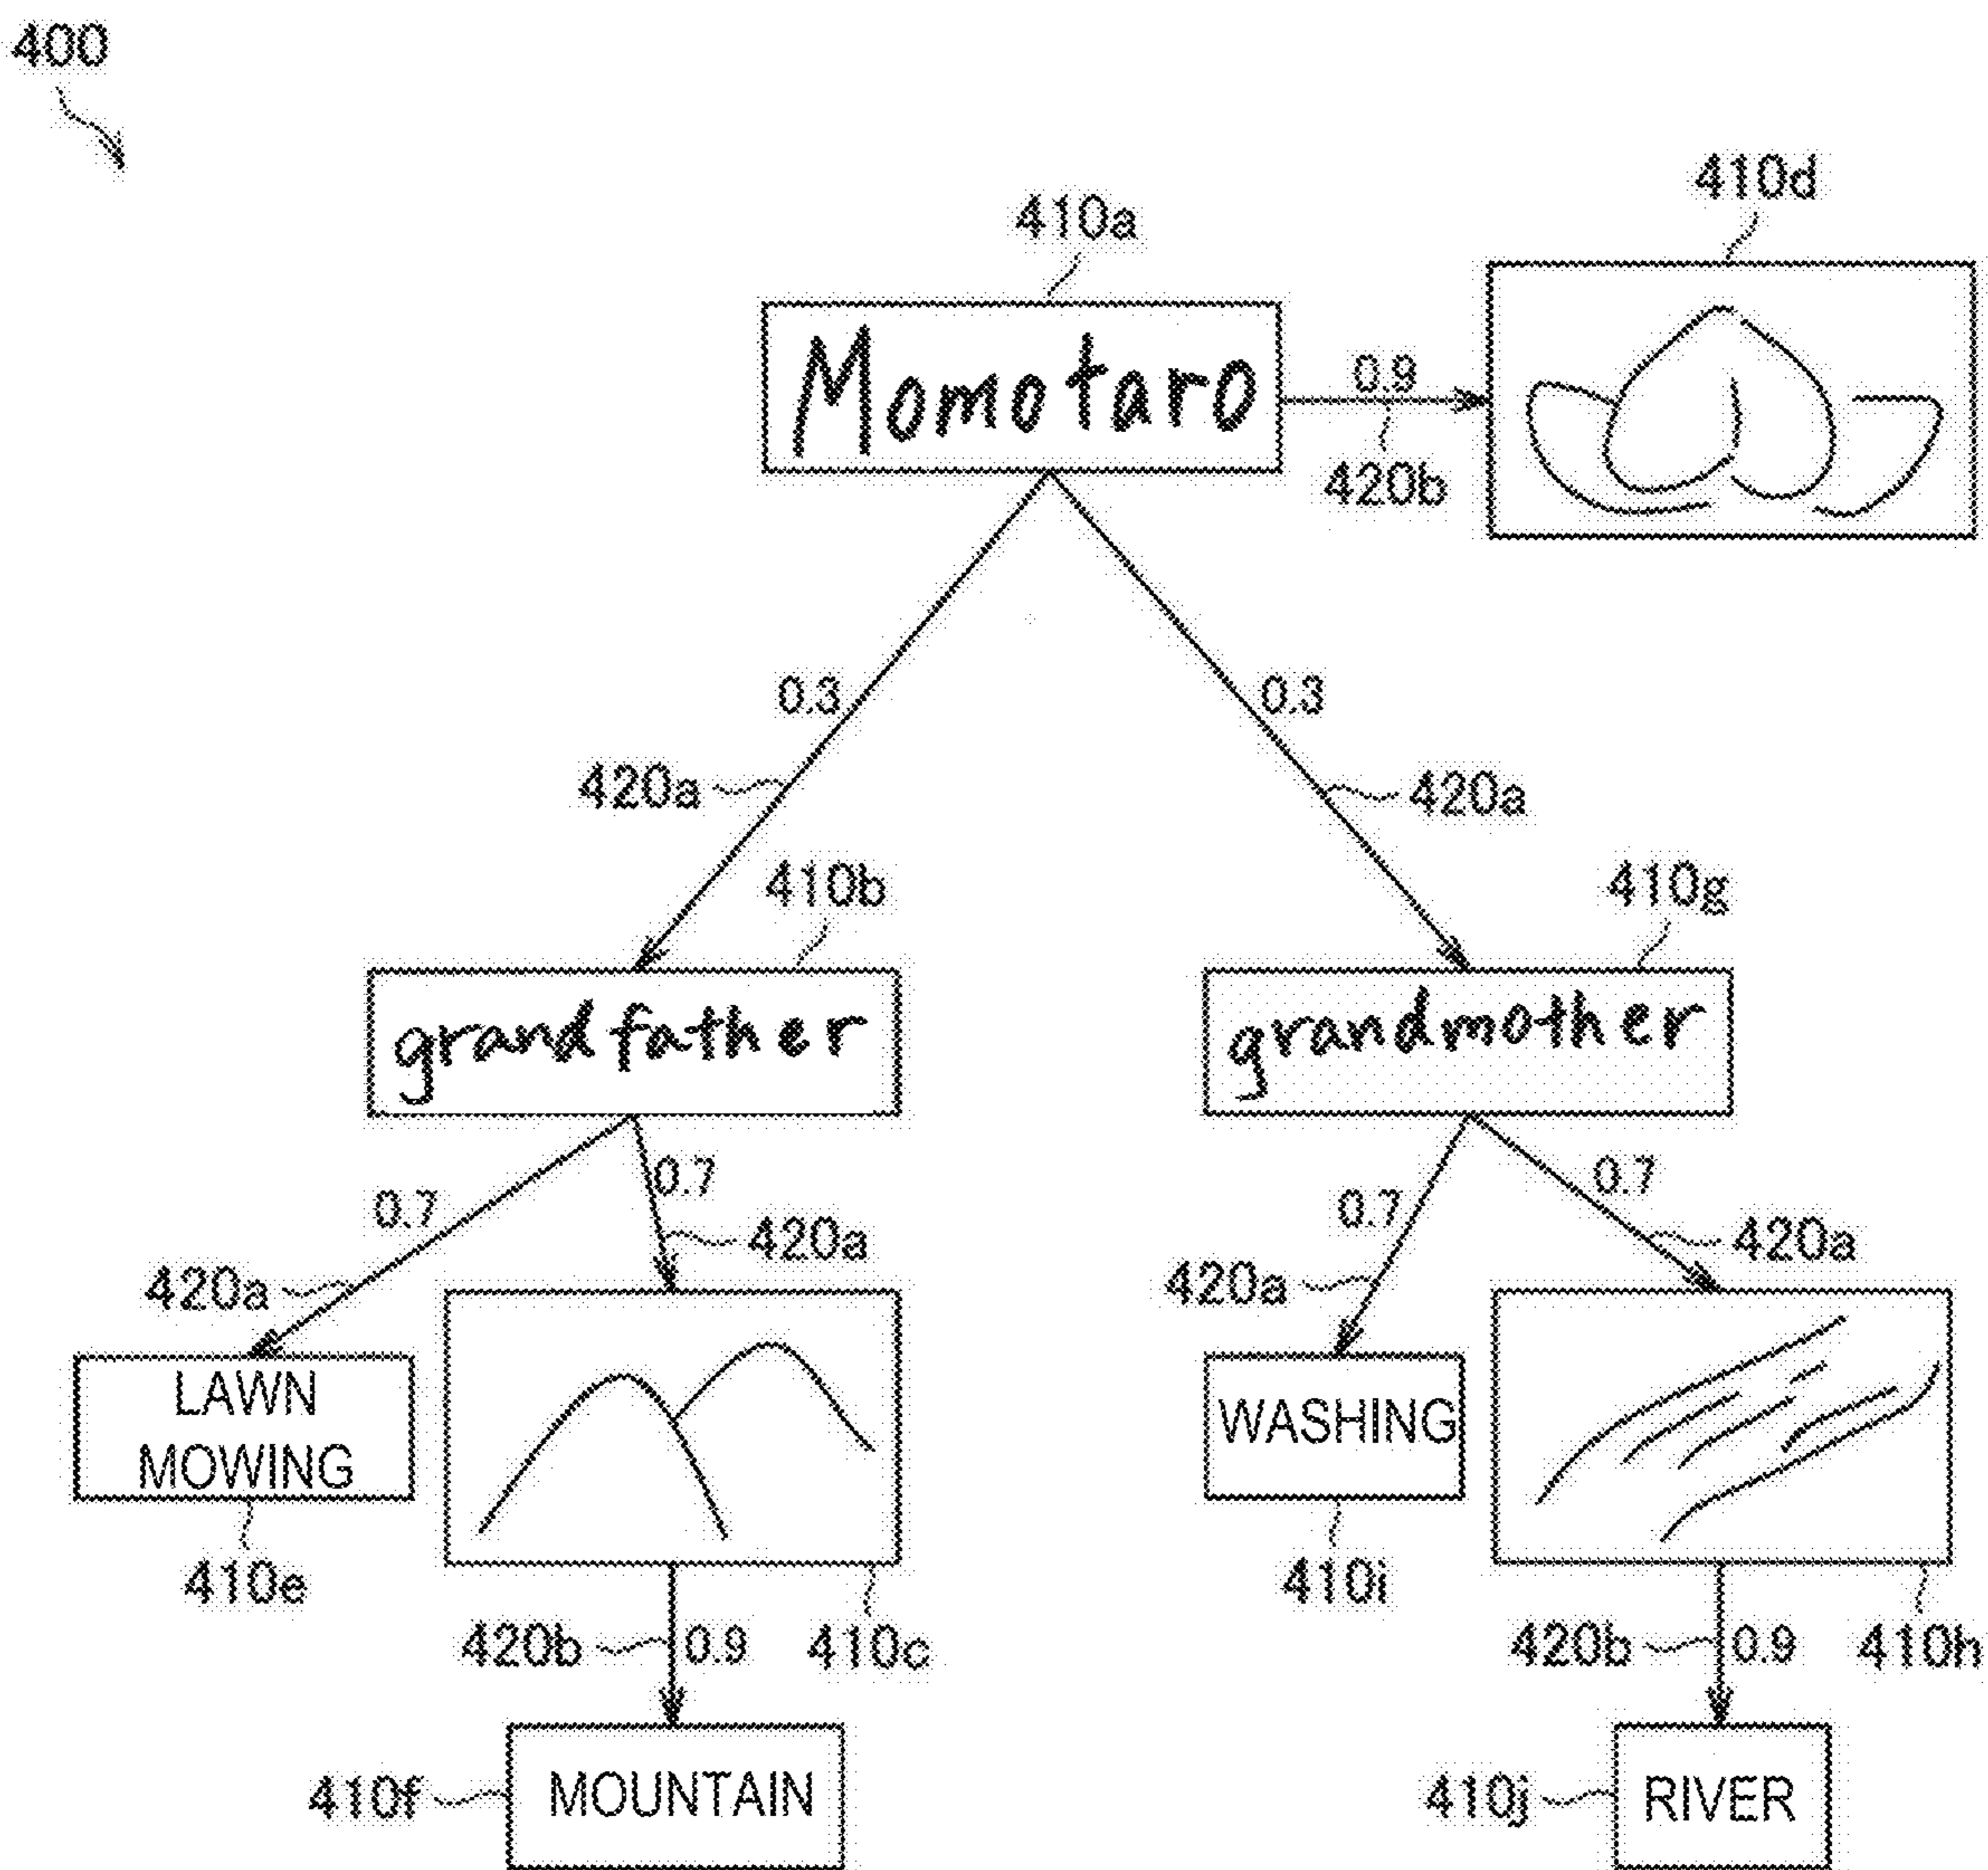 400
410d
410a
Momotaro
0.9
420b
0.3
0.3
420a
420a
410b
410g
grandfather
grandmother
0.7
0.7
0.7
0.7
420a
420a
420a
420a
LAWN
MOWING
WASHING
410e
410i
420b
0.9
410c
420b
0.9
410h
410f
MOUNTAIN
410j
RIVER